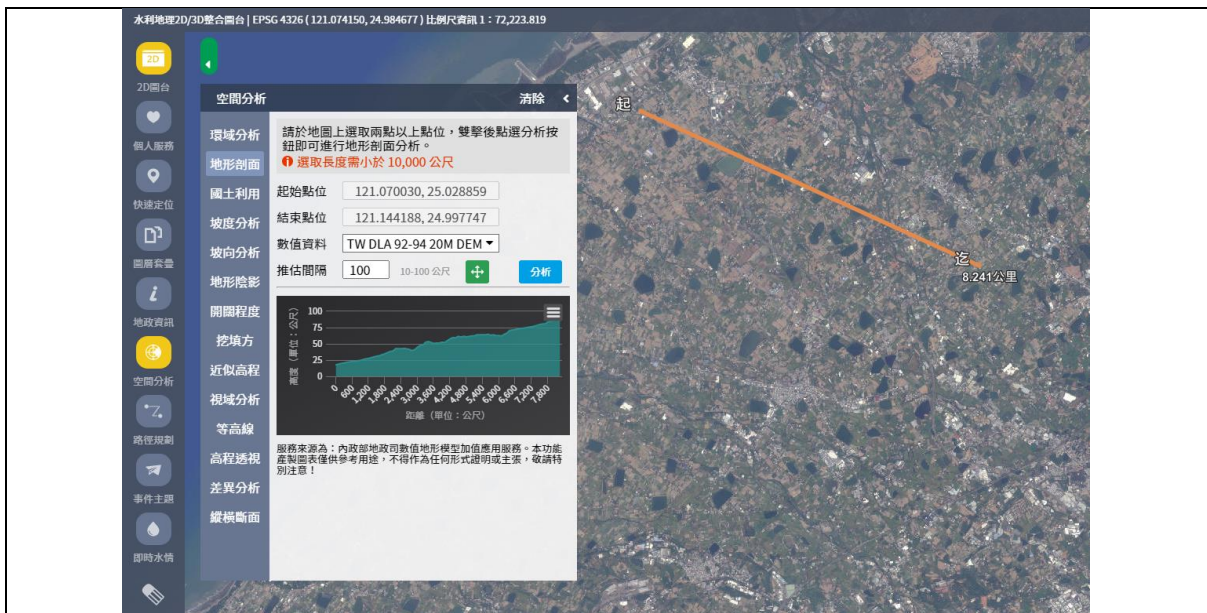 水利地理2D/3D整合圖台 | EPSG 4326 ( 121.074150, 24.984677 ) 比例尺資訊 1：72,223.819
2D
2D圖台
個人服務
快速定位
圖層套疊
地政資訊
空間分析
路徑規劃
事件主題
即時水情
空間分析
清除
環域分析
地形剖面
國土利用
坡度分析
坡向分析
地形陰影
開闊程度
挖填方
近似高程
視域分析
等高線
高程透視
差異分析
縱橫斷面
請於地圖上選取兩點以上點位，雙擊後點選分析按
鈕即可進行地形剖面分析。
選取長度需小於 10,000 公尺
起始點位 121.070030, 25.028859
結束點位 121.144188, 24.997747
數值資料 TW DLA 92-94 20M DEM
推估間隔 100 10-100 公尺 分析
高度（單位：公尺）
100
75
50
25
0
0 600 1,200 1,800 2,400 3,000 3,600 4,200 4,800 5,400 6,000 6,600 7,200 7,800
距離（單位：公尺）
服務來源為：內政部地政司數值地形模型加值應用服務。本功能
產製圖表僅供參考用途，不得作為任何形式證明或主張，敬請特
別注意！
起
迄
8.241公里